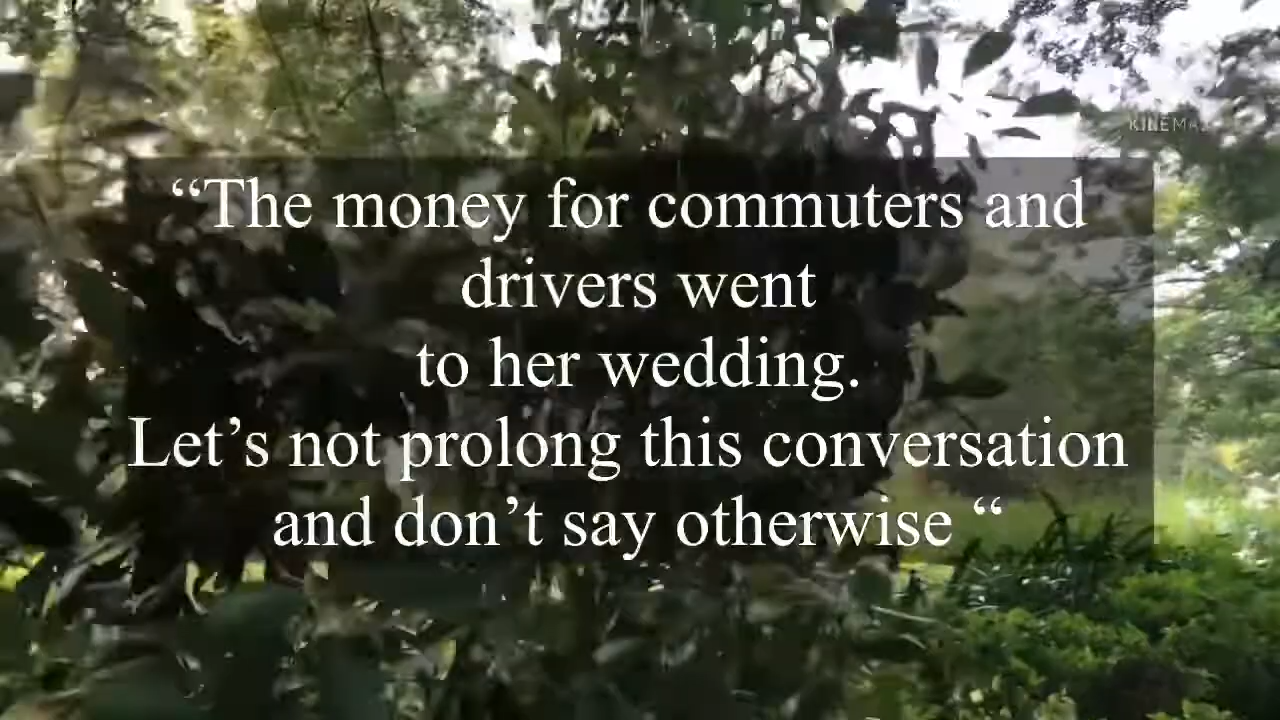 KINEMA
“The money for commuters and
drivers went
to her wedding.
Let’s not prolong this conversation
and don’t say otherwise “